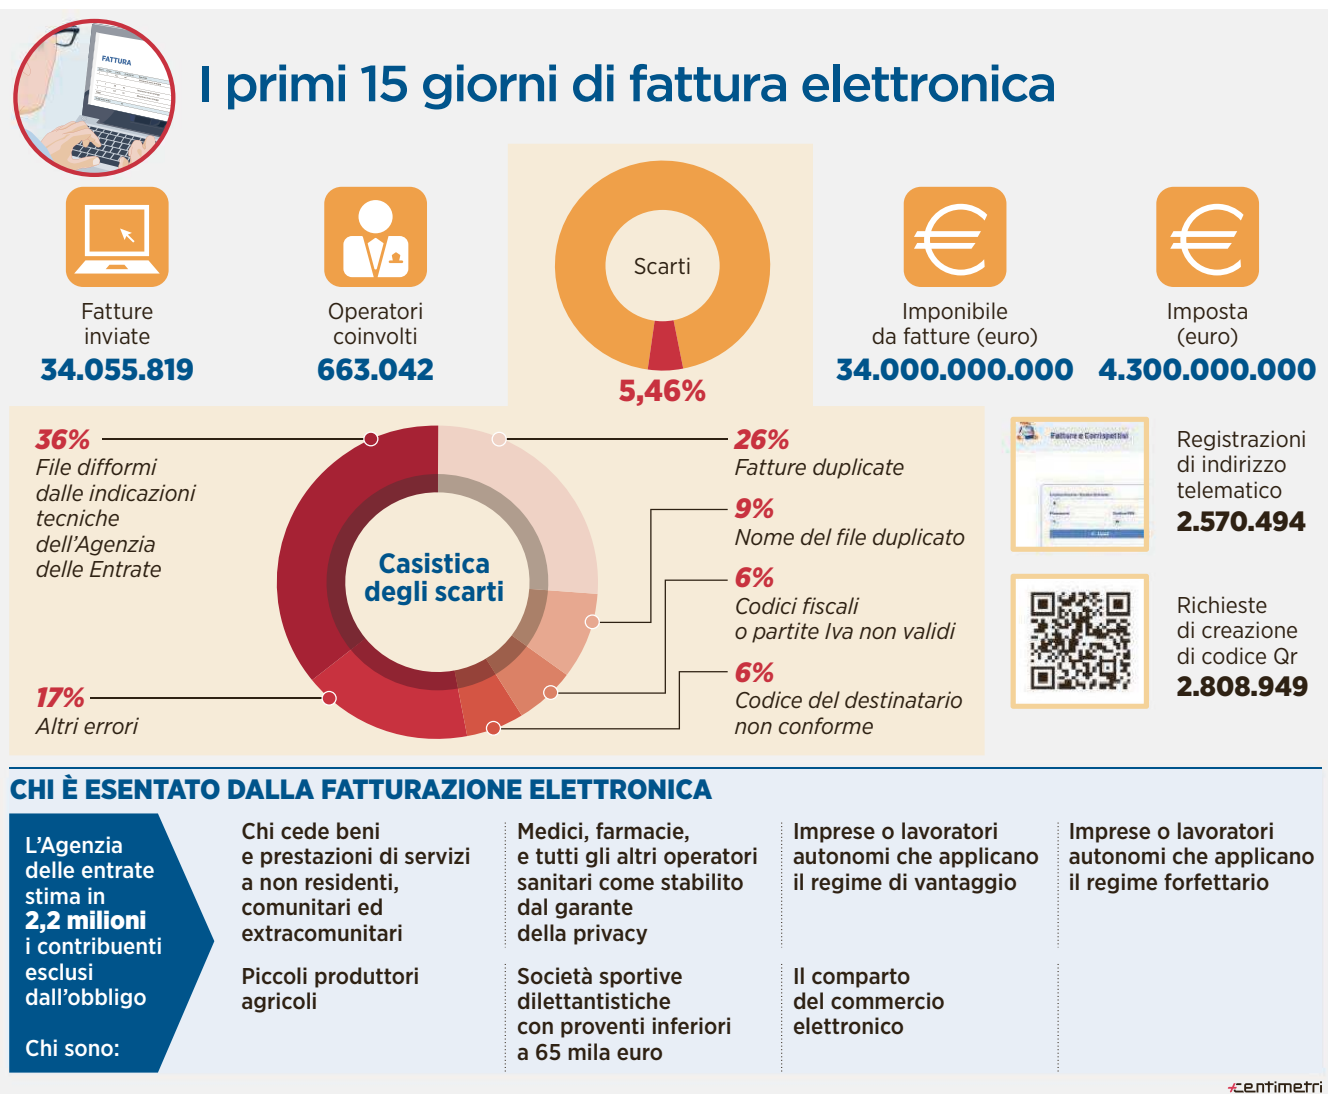 FATTURA
I primi 15 giorni di fattura elettronica
Fatture
inviate
34.055.819
Operatori
coinvolti
663.042
Scarti
5,46%
Imponibile
da fatture (euro)
34.000.000.000
Imposta
(euro)
4.300.000.000
36%
File difformi
dalle indicazioni
tecniche
dell'Agenzia
delle Entrate
17%
Altri errori
Casistica
degli scarti
26%
Fatture duplicate
9%
Nome del file duplicato
6%
Codici fiscali
o partite Iva non validi
6%
Codice del destinatario
non conforme
Fatture e Corrispettivi
Registrazioni
di indirizzo
telematico
2.570.494
Richieste
di creazione
di codice Qr
2.808.949
CHI È ESENTATO DALLA FATTURAZIONE ELETTRONICA
L'Agenzia
delle entrate
stima in
2,2 milioni
i contribuenti
esclusi
dall'obbligo
Chi sono:
Chi cede beni
e prestazioni di servizi
a non residenti,
comunitari ed
extracomunitari
Medici, farmacie,
e tutti gli altri operatori
sanitari come stabilito
dal garante
della privacy
Imprese o lavoratori
autonomi che applicano
il regime di vantaggio
Imprese o lavoratori
autonomi che applicano
il regime forfettario
Piccoli produttori
agricoli
Società sportive
dilettantistiche
con proventi inferiori
a 65 mila euro
Il comparto
del commercio
elettronico
centimetri